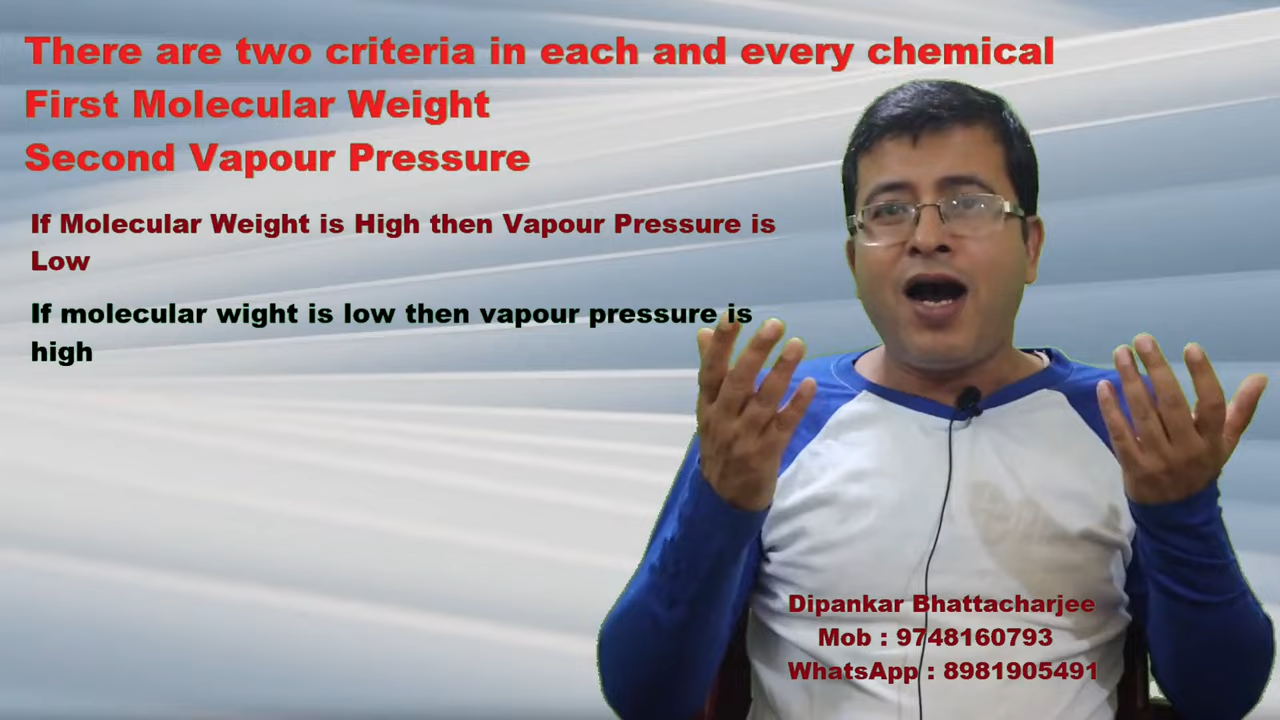 There are two criteria in each and every chemical
First Molecular Weight
Second Vapour Pressure
If Molecular Weight is High then Vapour Pressure is
Low
If molecular wight is low then vapour pressure is
high
Dipankar Bhattacharjee
Mob : 9748160793
WhatsApp : 8981905491